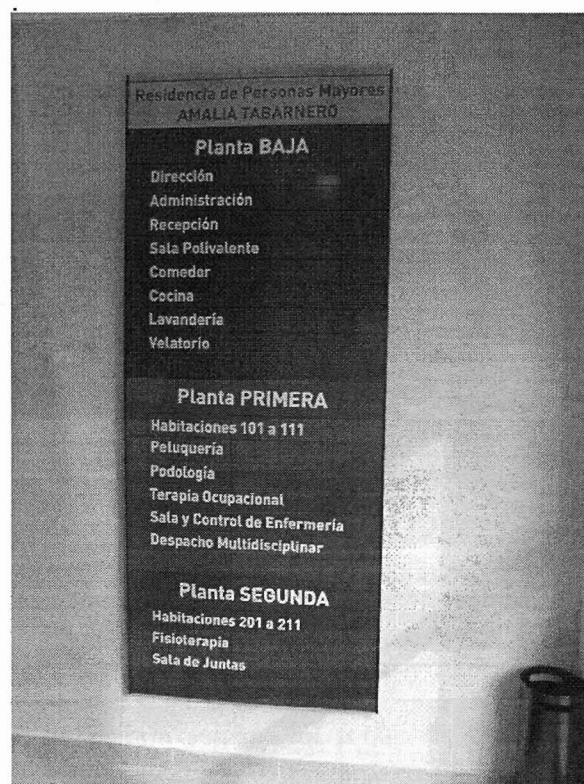 Residencia de Personas Mayores
AMALIA TABARNERO
Planta BAJA
Dirección
Administración
Recepción
Sala Polivalente
Comedor
Cocina
Lavandería
Velatorio
Planta PRIMERA
Habitaciones 101 a 111
Peluquería
Podología
Terapia Ocupacional
Sala y Control de Enfermería
Despacho Multidisciplinar
Planta SEGUNDA
Habitaciones 201 a 211
Fisioterapia
Sala de Juntas